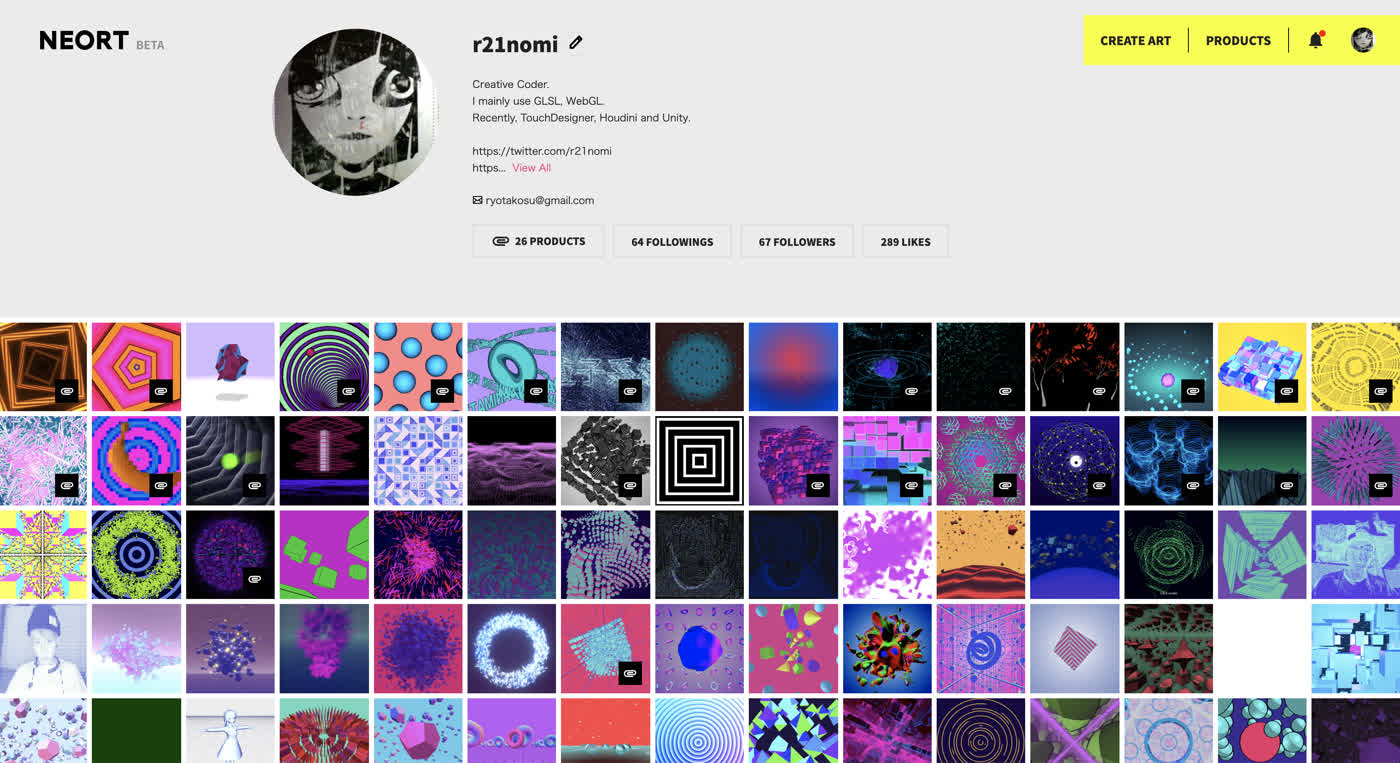 NEORT BETA
r21nomi
CREATE ART
PRODUCTS
Creative Coder.
I mainly use GLSL, WebGL.
Recently, TouchDesigner, Houdini and Unity.
https://twitter.com/r21nomi
https... View All
ryotakosu@gmail.com
26 PRODUCTS
64 FOLLOWINGS
67 FOLLOWERS
289 LIKES